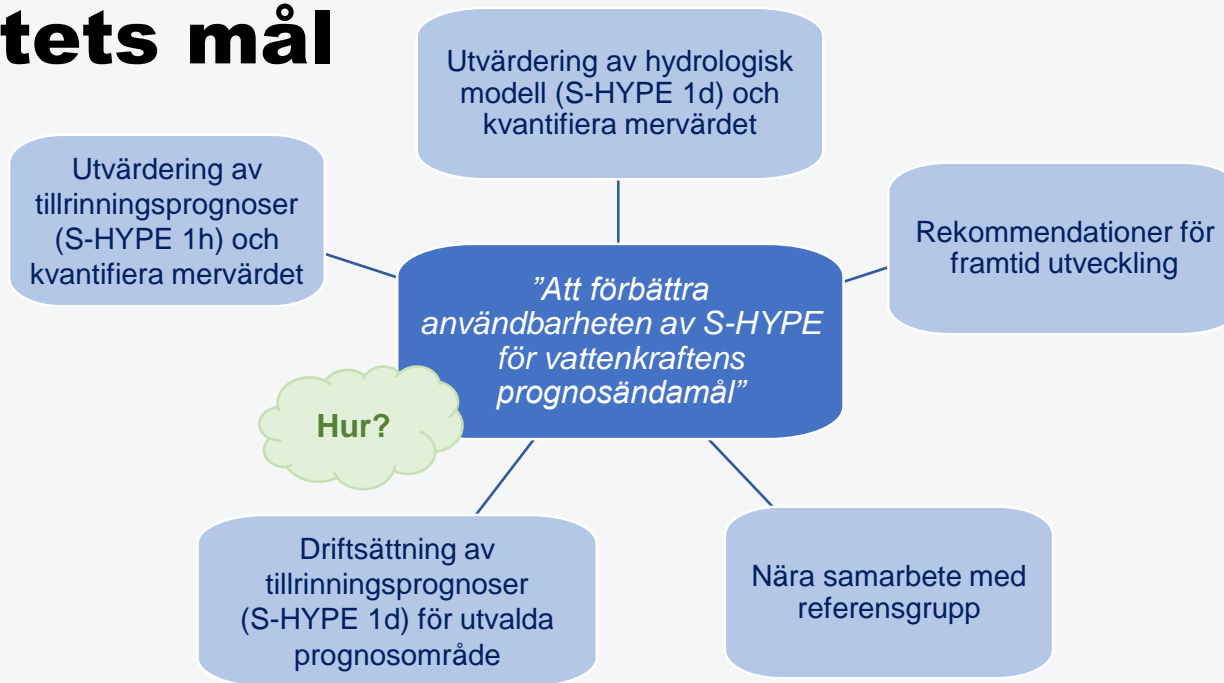 tets mål
Utvärdering av hydrologisk
modell (S-HYPE 1d) och
kvantifiera mervärdet
Utvärdering av
tillrinningsprognoser
(S-HYPE 1h) och
kvantifiera mervärdet
Rekommendationer för
framtid utveckling
”Att förbättra
användbarheten av S-HYPE
för vattenkraftens
prognosändamål”
Hur?
Driftsättning av
tillrinningsprognoser
(S-HYPE 1d) för utvalda
prognosområde
Nära samarbete med
referensgrupp